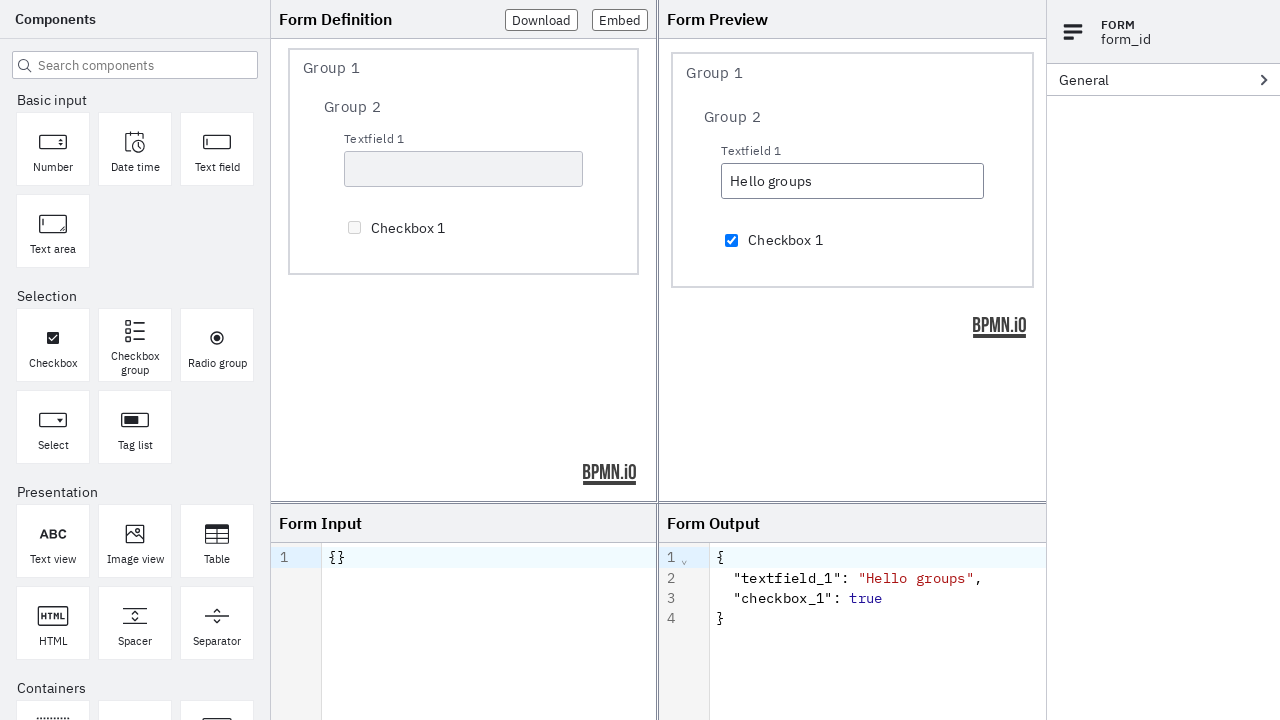 Components
Search components
Basic input
Number
Date time
Text field
Text area
Selection
Checkbox
Checkbox
group
Radio group
Select
Tag list
Presentation
ABC
Text view
Image view
Table
HTML
HTML
Spacer
Separator
Containers
Form Definition
Download
Embed
Group 1
Group 2
Textfield 1
Checkbox 1
BPMN.iO
Form Preview
Group 1
Group 2
Textfield 1
Hello groups
Checkbox 1
BPMN.iO
Form Input
1
{}
Form Output
1 {
2 "textfield_1": "Hello groups",
3 "checkbox_1": true
4 }
FORM
form_id
General